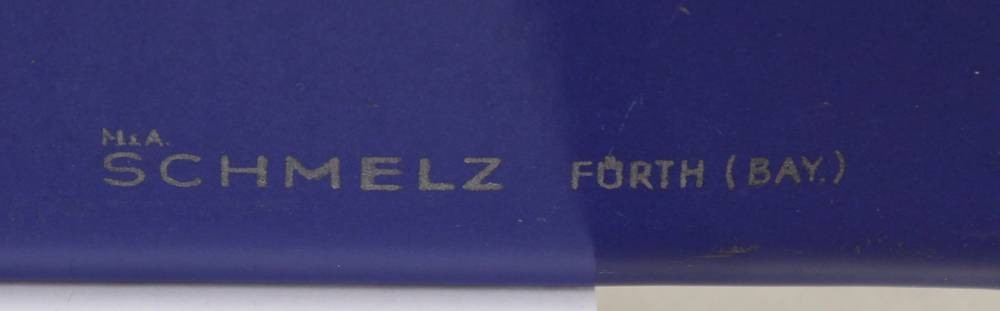 M&A.
SCHMELZ FÜRTH (BAY.)